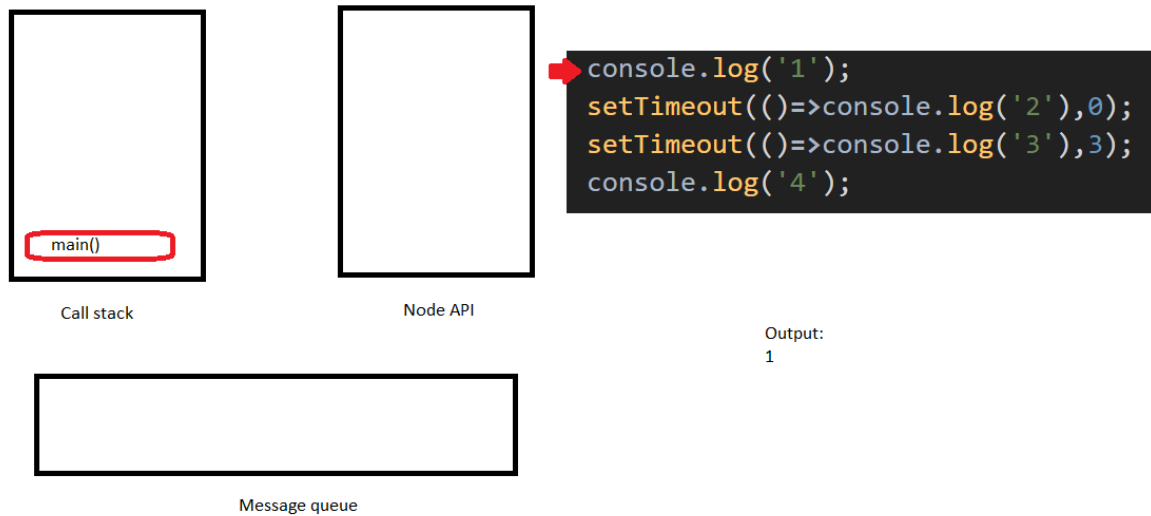 console.log('1');
setTimeout(()=>console.log('2'),0);
setTimeout(()=>console.log('3'),3);
console.log('4');
main()
Call stack
Node API
Output:
1
Message queue